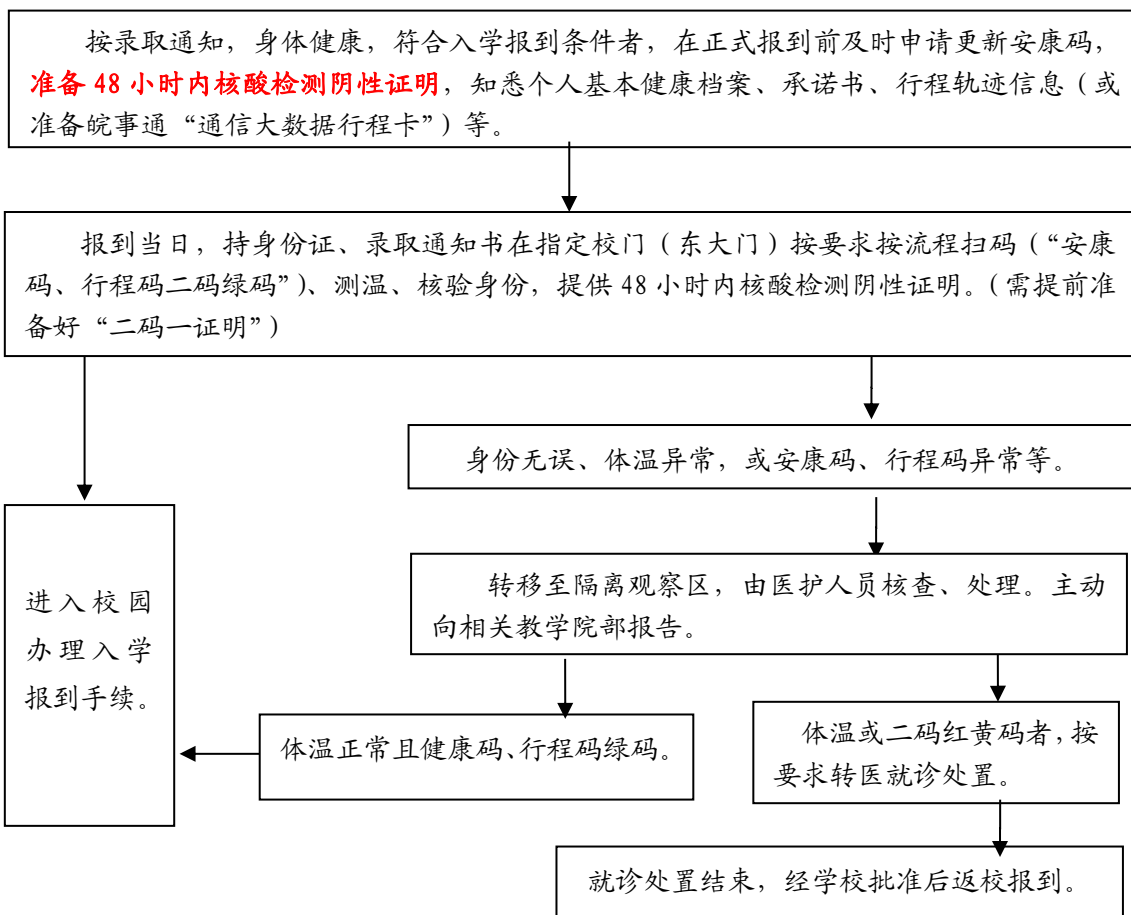 按录取通知，身体健康，符合入学报到条件者，在正式报到前及时申请更新安康码，
准备 48 小时内核酸检测阴性证明，知悉个人基本健康档案、承诺书、行程轨迹信息（或
准备皖事通“通信大数据行程卡”）等。
报到当日，持身份证、录取通知书在指定校门（东大门）按要求按流程扫码（“安康
码、行程码二码绿码”）、测温、核验身份，提供 48 小时内核酸检测阴性证明。（需提前准
备好“二码一证明”）
身份无误、体温异常，或安康码、行程码异常等。
转移至隔离观察区，由医护人员核查、处理。主动
向相关教学院部报告。
进入校园
办理入学
报到手续。
体温正常且健康码、行程码绿码。
体温或二码红黄码者，按
要求转医就诊处置。
就诊处置结束，经学校批准后返校报到。